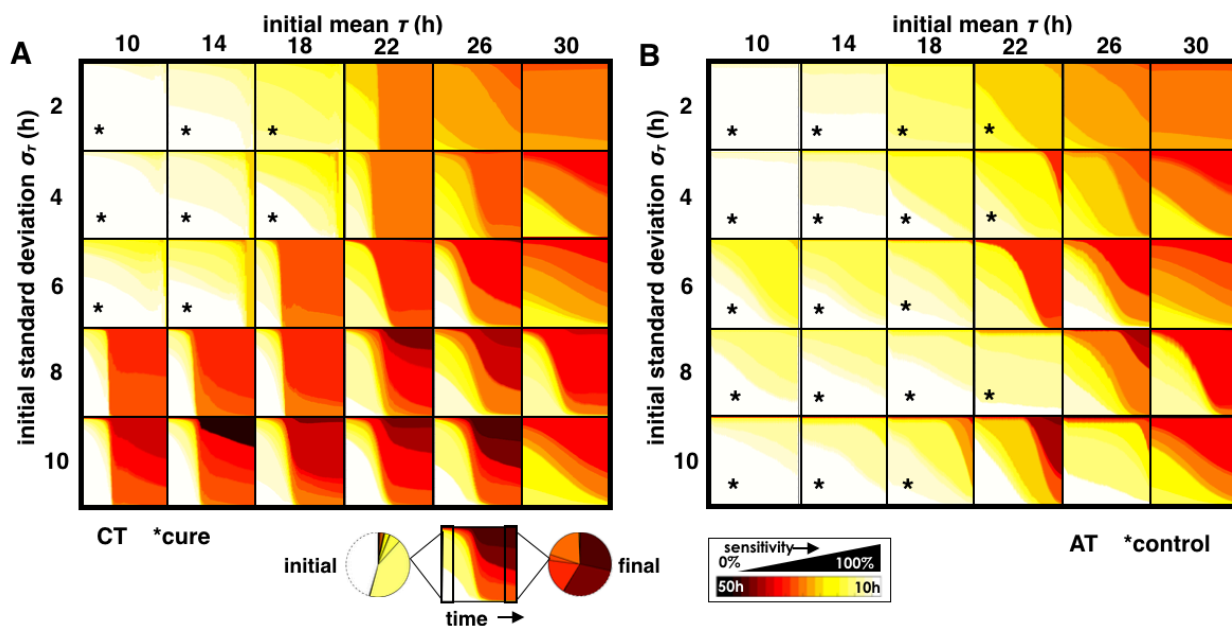 A
initial mean τ (h)
10 14 18 22 26 30
initial standard deviation σT (h)
2
*
*
*
4
*
*
*
6
*
*
8
10
CT *cure
B
initial mean τ (h)
10 14 18 22 26 30
initial standard deviation σT (h)
2
*
*
*
*
4
*
*
*
*
6
*
*
*
8
*
*
*
*
10
*
*
*
AT *control
initial
final
time →
sensitivity→
0% 100%
50h 10h